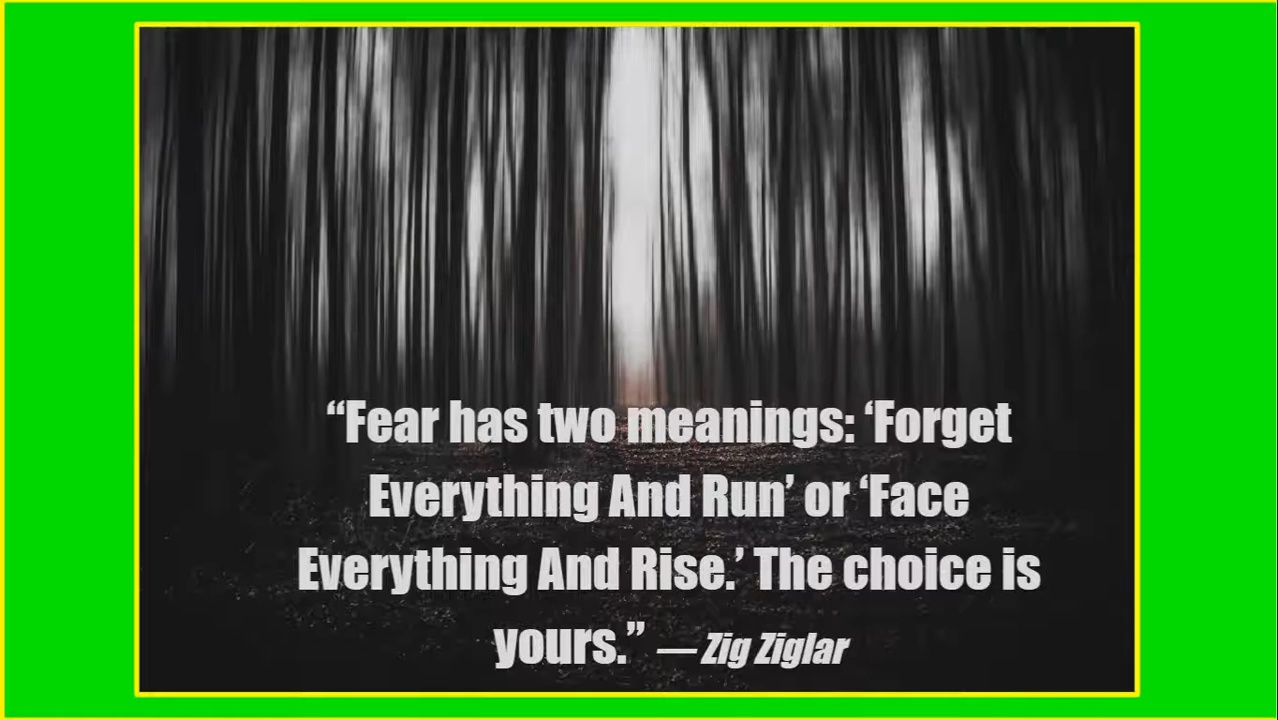 “Fear has two meanings: ‘Forget
Everything And Run’ or ‘Face
Everything And Rise.’ The choice is
yours.” — Zig Ziglar